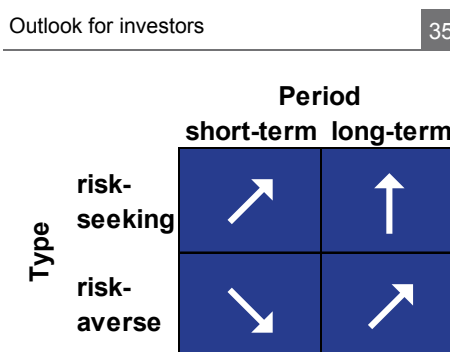 Outlook for investors 35
Period
short-term long-term
risk-
seeking
Type
risk-
averse